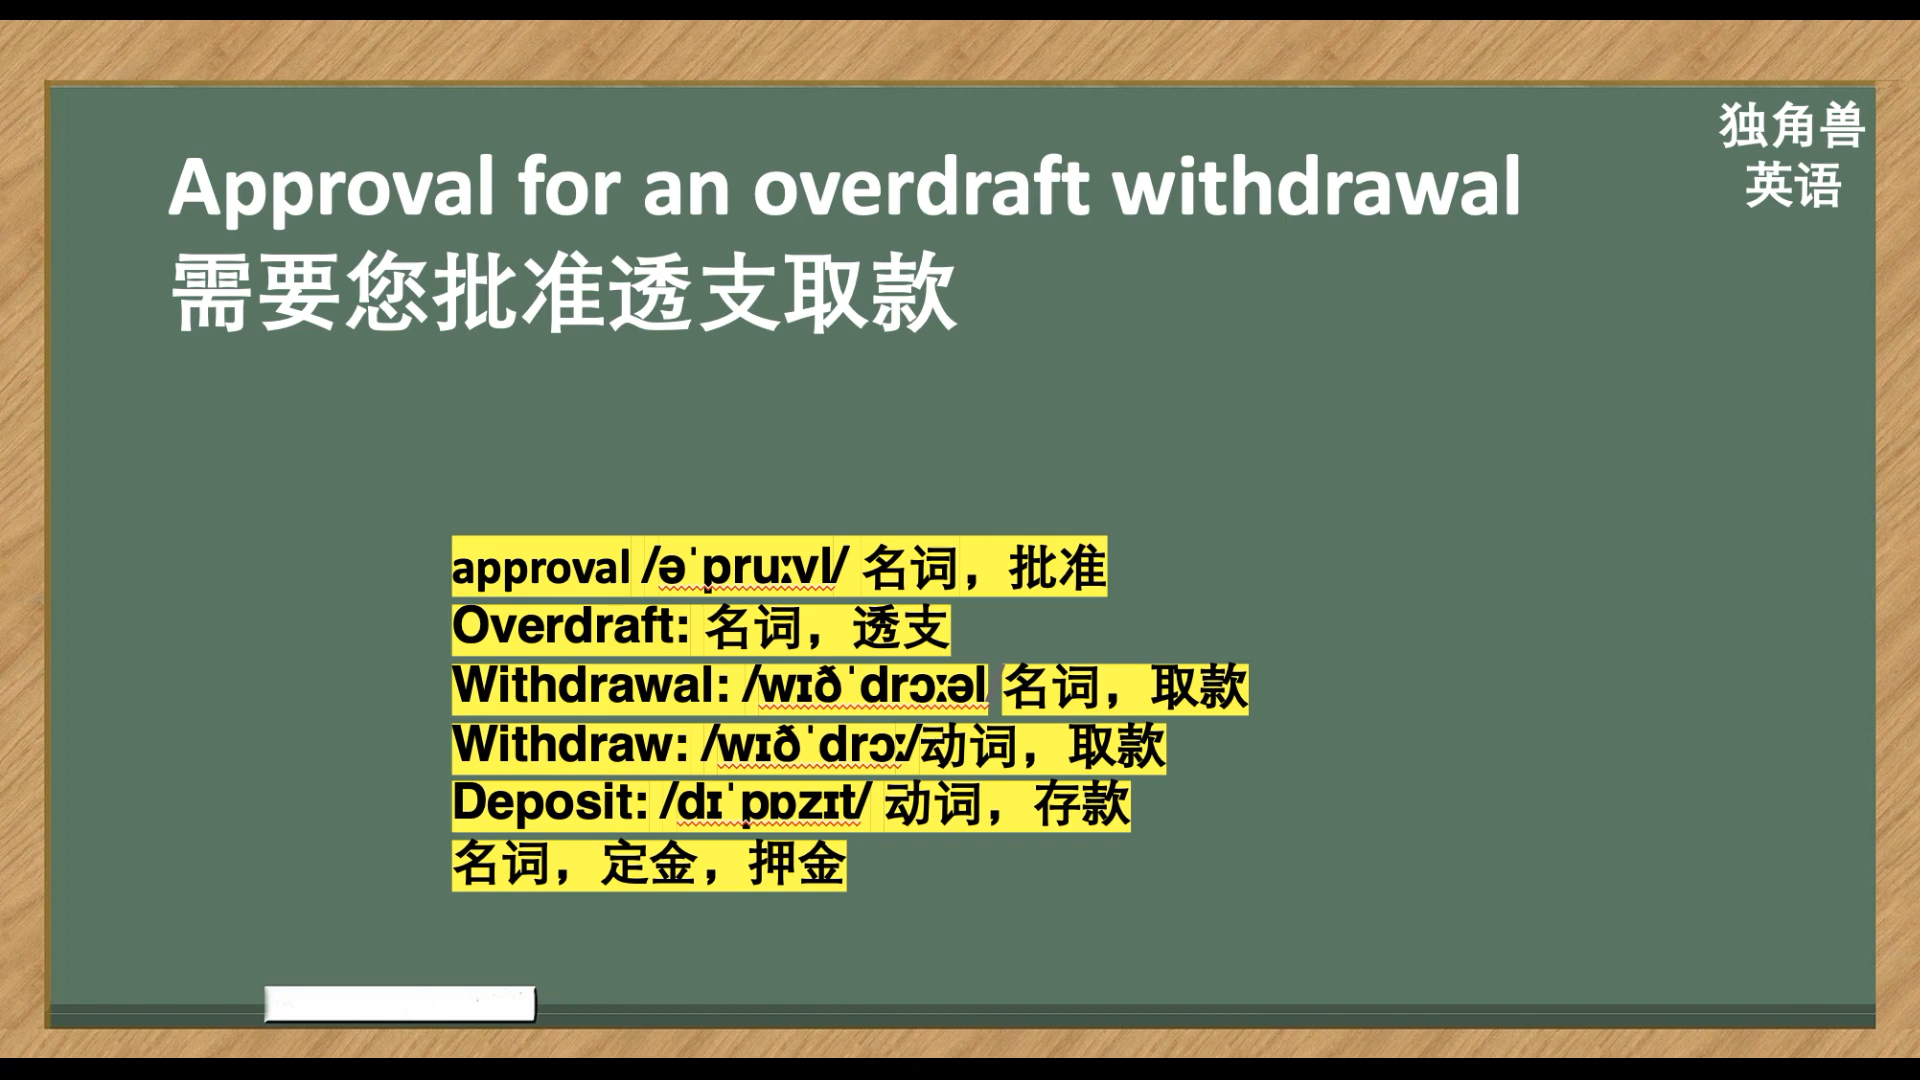 独角兽
英语
Approval for an overdraft withdrawal
需要您批准透支取款
approval /əˈpruːvl/ 名词，批准
Overdraft: 名词，透支
Withdrawal: /wɪðˈdrɔːəl 名词，取款
Withdraw: /wɪðˈdrɔː/动词，取款
Deposit: /dɪˈpɒzɪt/ 动词，存款
名词，定金，押金